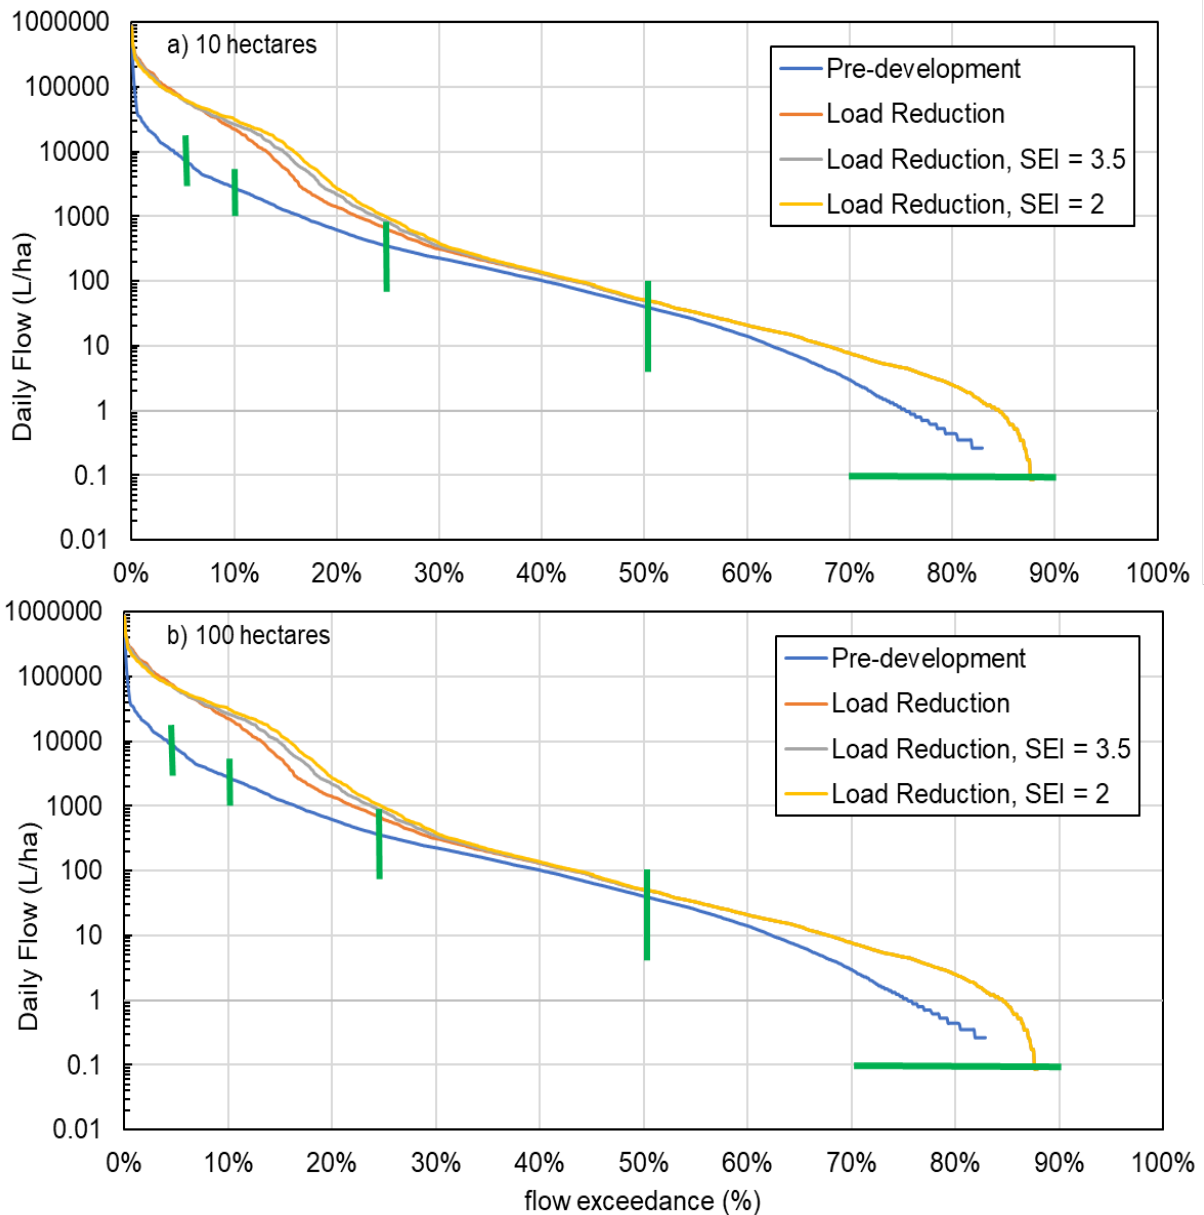 a) 10 hectares
Daily Flow (L/ha)
1000000
100000
10000
1000
100
10
1
0.1
0.01
Pre-development
Load Reduction
Load Reduction, SEI = 3.5
Load Reduction, SEI = 2
0% 10% 20% 30% 40% 50% 60% 70% 80% 90% 100%
b) 100 hectares
Daily Flow (L/ha)
1000000
100000
10000
1000
100
10
1
0.1
0.01
Pre-development
Load Reduction
Load Reduction, SEI = 3.5
Load Reduction, SEI = 2
0% 10% 20% 30% 40% 50% 60% 70% 80% 90% 100%
flow exceedance (%)